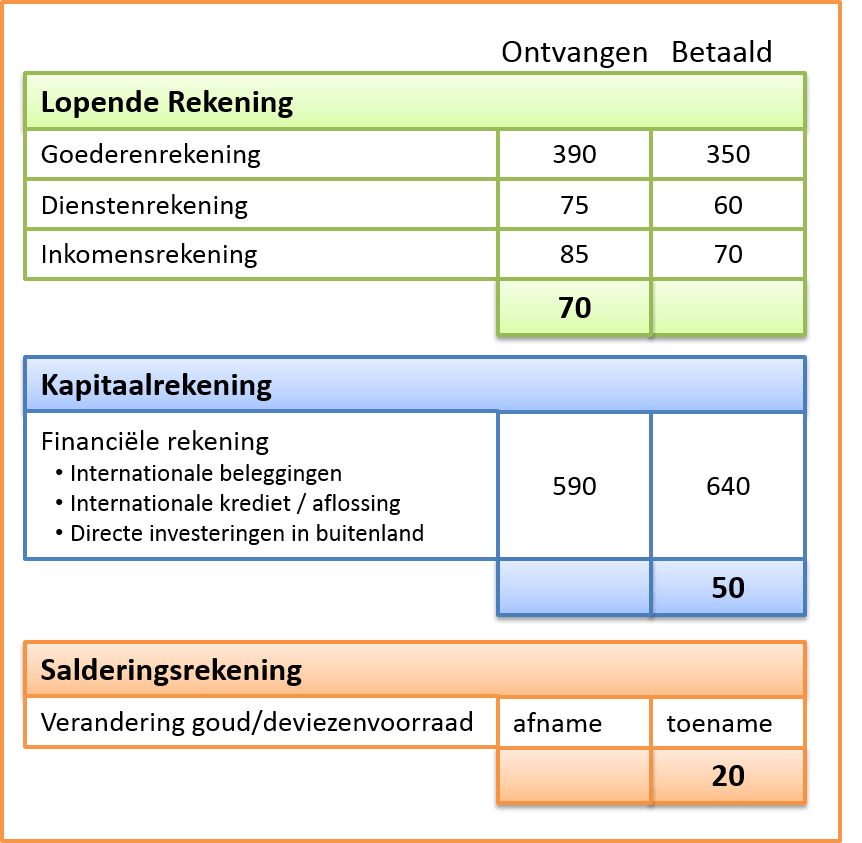 Ontvangen Betaald
Lopende Rekening
Goederenrekening 390 350
Dienstenrekening 75 60
Inkomensrekening 85 70
70
Kapitaalrekening
Financiële rekening
• Internationale beleggingen
590 640
• Internationale krediet / aflossing
• Directe investeringen in buitenland
50
Salderingsrekening
Verandering goud/deviezenvoorraad afname toename
20